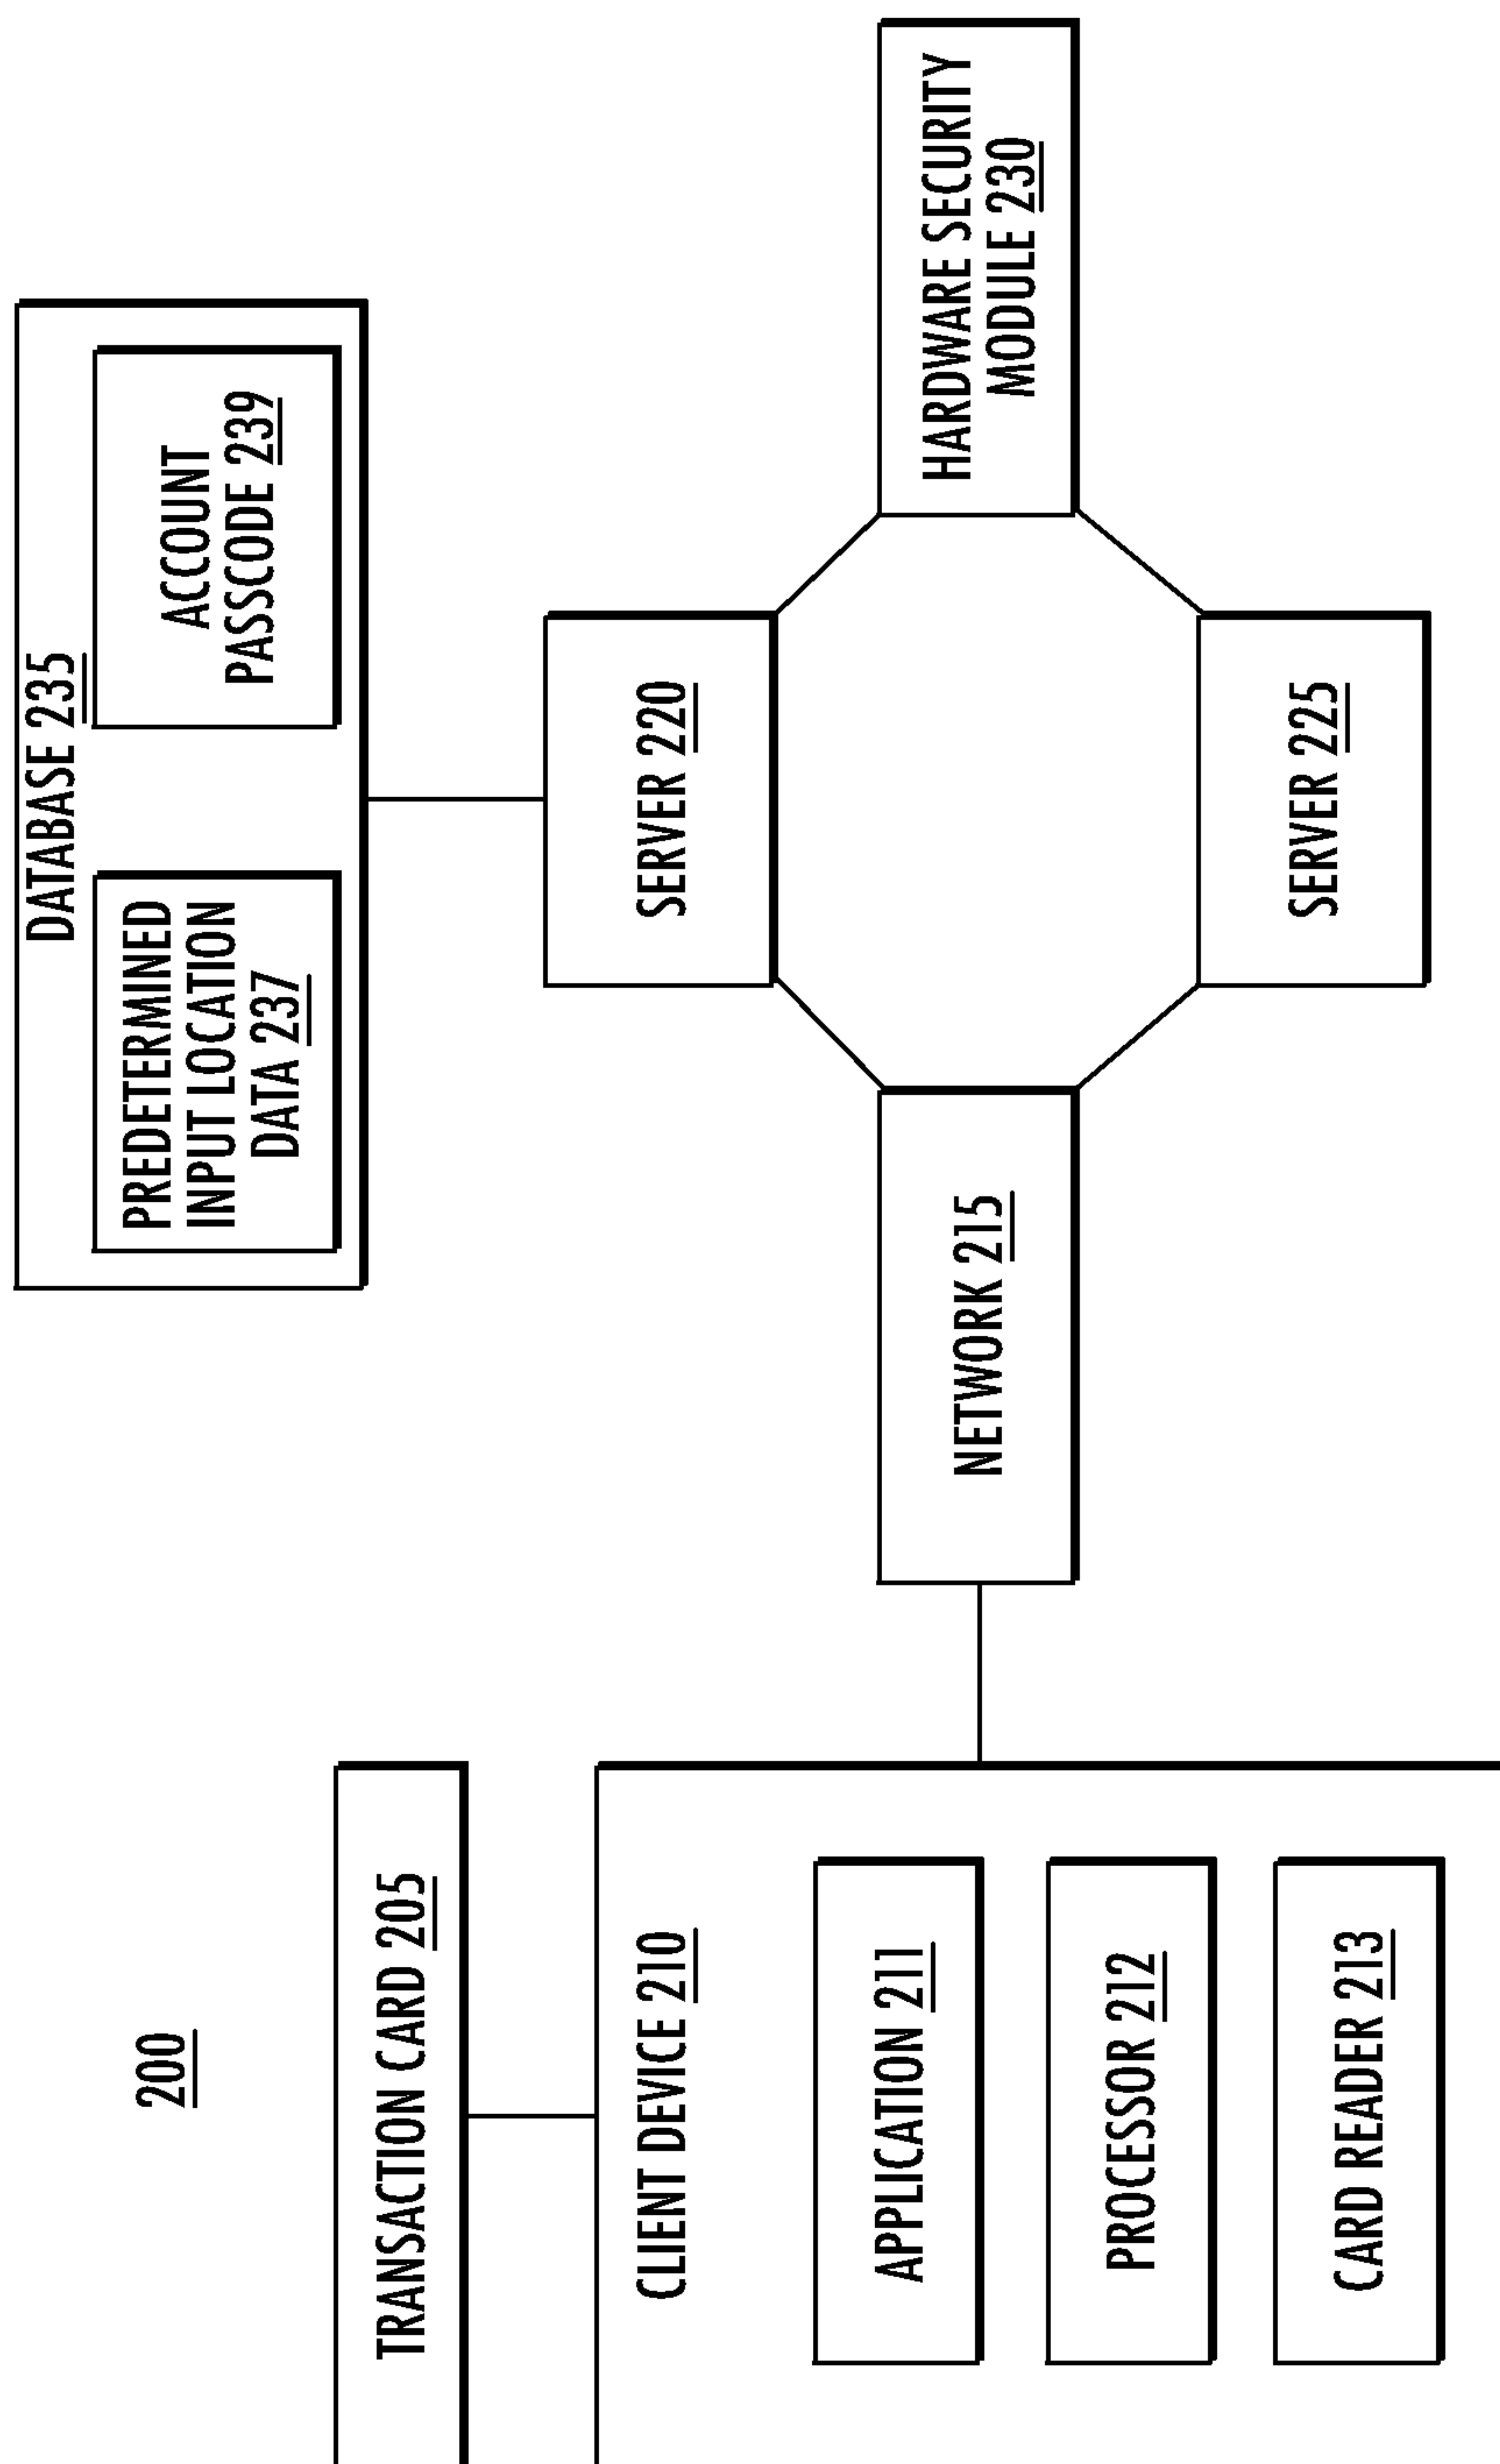 200
TRANSACTION CARD 205
CLIENT DEVICE 210
APPLICATION 211
PROCESSOR 212
CARD READER 213
NETWORK 215
DATABASE 235
PREDETERMINED
INPUT LOCATION
DATA 237
ACCOUNT
PASSCODE 239
SERVER 220
SERVER 225
HARDWARE SECURITY
MODULE 230